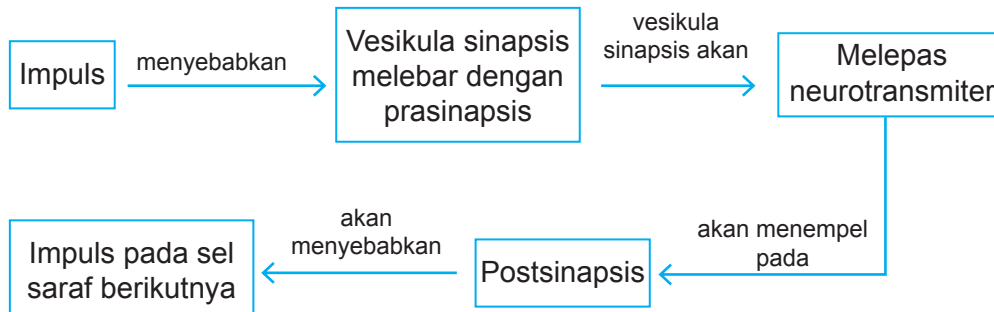 Impuls
menyebabkan
Vesikula sinapsis
melebar dengan
prasinapsis
vesikula
sinapsis akan
Melepas
neurotransmiter
akan menempel
pada
Postsinapsis
akan
menyebabkan
Impuls pada sel
saraf berikutnya